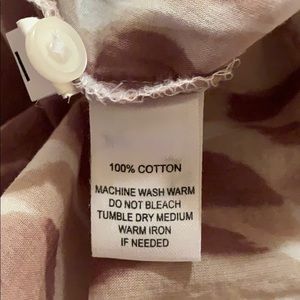 100% COTTON
MACHINE WASH WARM
DO NOT BLEACH
TUMBLE DRY MEDIUM
WARM IRON
IF NEEDED